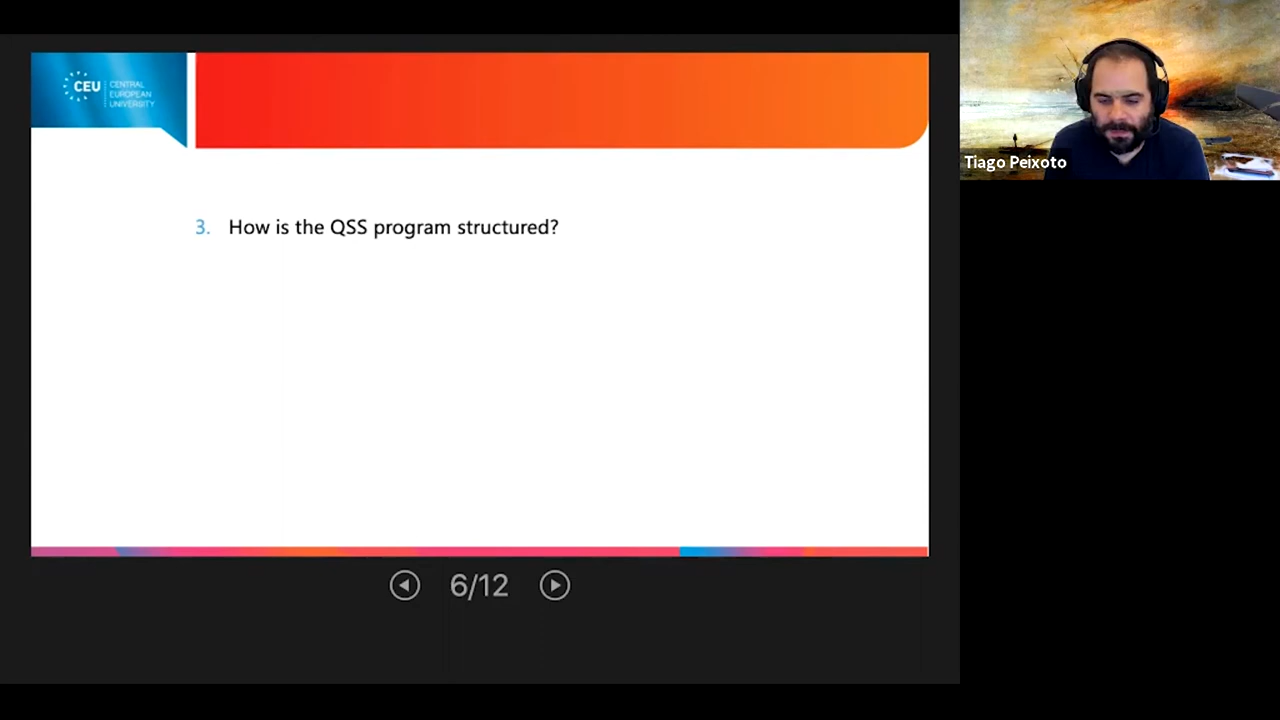 CEU
CENTRAL
EUROPEAN
UNIVERSITY
3. How is the QSS program structured?
6/12
Tiago Peixoto